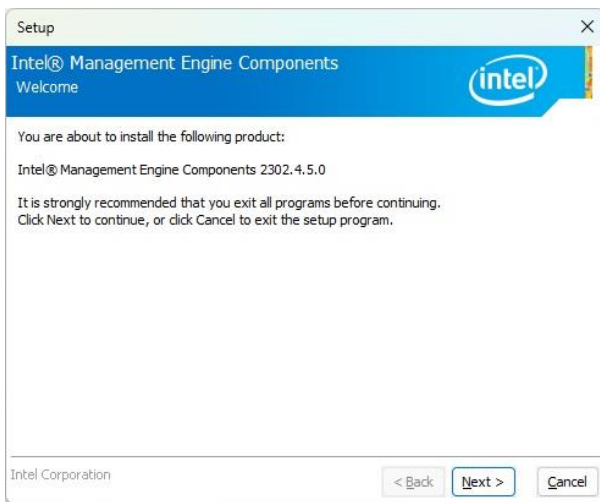 Setup
Intel® Management Engine Components
Welcome
intel
You are about to install the following product:
Intel® Management Engine Components 2302.4.5.0
It is strongly recommended that you exit all programs before continuing.
Click Next to continue, or click Cancel to exit the setup program.
Intel Corporation
< Back Next > Cancel